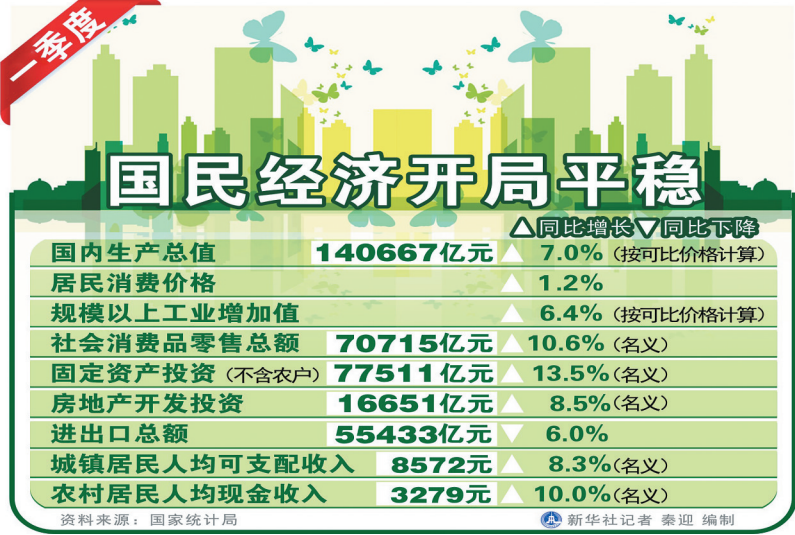 一季度
国民经济开局平稳
▲同比增长▼同比下降
国内生产总值 140667亿元 ▲ 7.0% (按可比价格计算)
居民消费价格 ▲ 1.2%
规模以上工业增加值 ▲ 6.4% (按可比价格计算)
社会消费品零售总额 70715亿元 ▲ 10.6% (名义)
固定资产投资(不含农户) 77511亿元 ▲ 13.5% (名义)
房地产开发投资 16651亿元 ▲ 8.5% (名义)
进出口总额 55433亿元 ▼ 6.0%
城镇居民人均可支配收入 8572元 ▲ 8.3% (名义)
农村居民人均现金收入 3279元 ▲ 10.0% (名义)
资料来源：国家统计局 新华社记者 秦迎 编制